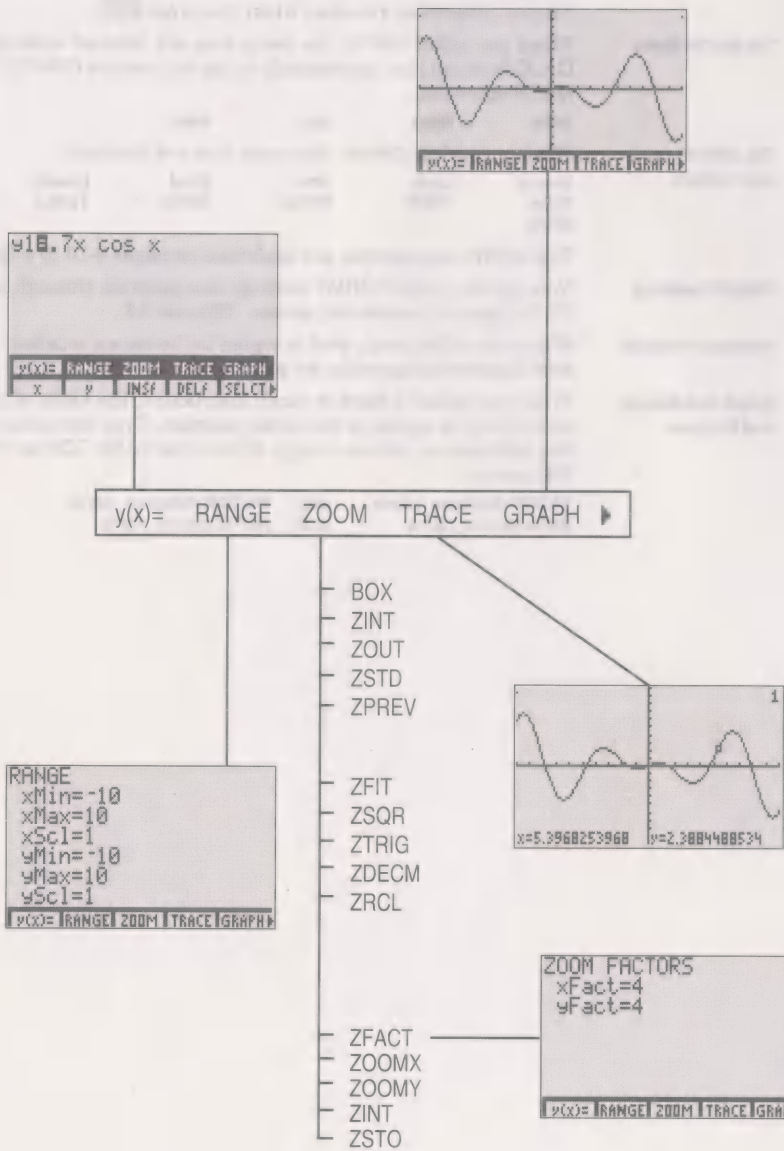 y(x)= RANGE ZOOM TRACE GRAPH▶
y1=.7x cos x
y(x)= RANGE ZOOM TRACE GRAPH
x y INSf DELf SELCT▶
y(x)= RANGE ZOOM TRACE GRAPH ▶
BOX
ZINT
ZOUT
ZSTD
ZPREV
ZFIT
ZSQR
ZTRIG
ZDECM
ZRCL
ZFACT
ZOOMX
ZOOMY
ZINT
ZSTO
1
x=5.3968253968 y=2.3884488534
RANGE
xMin=-10
xMax=10
xScl=1
yMin=-10
yMax=10
yScl=1
y(x)= RANGE ZOOM TRACE GRAPH▶
ZOOM FACTORS
xFact=4
yFact=4
y(x)= RANGE ZOOM TRACE GRA